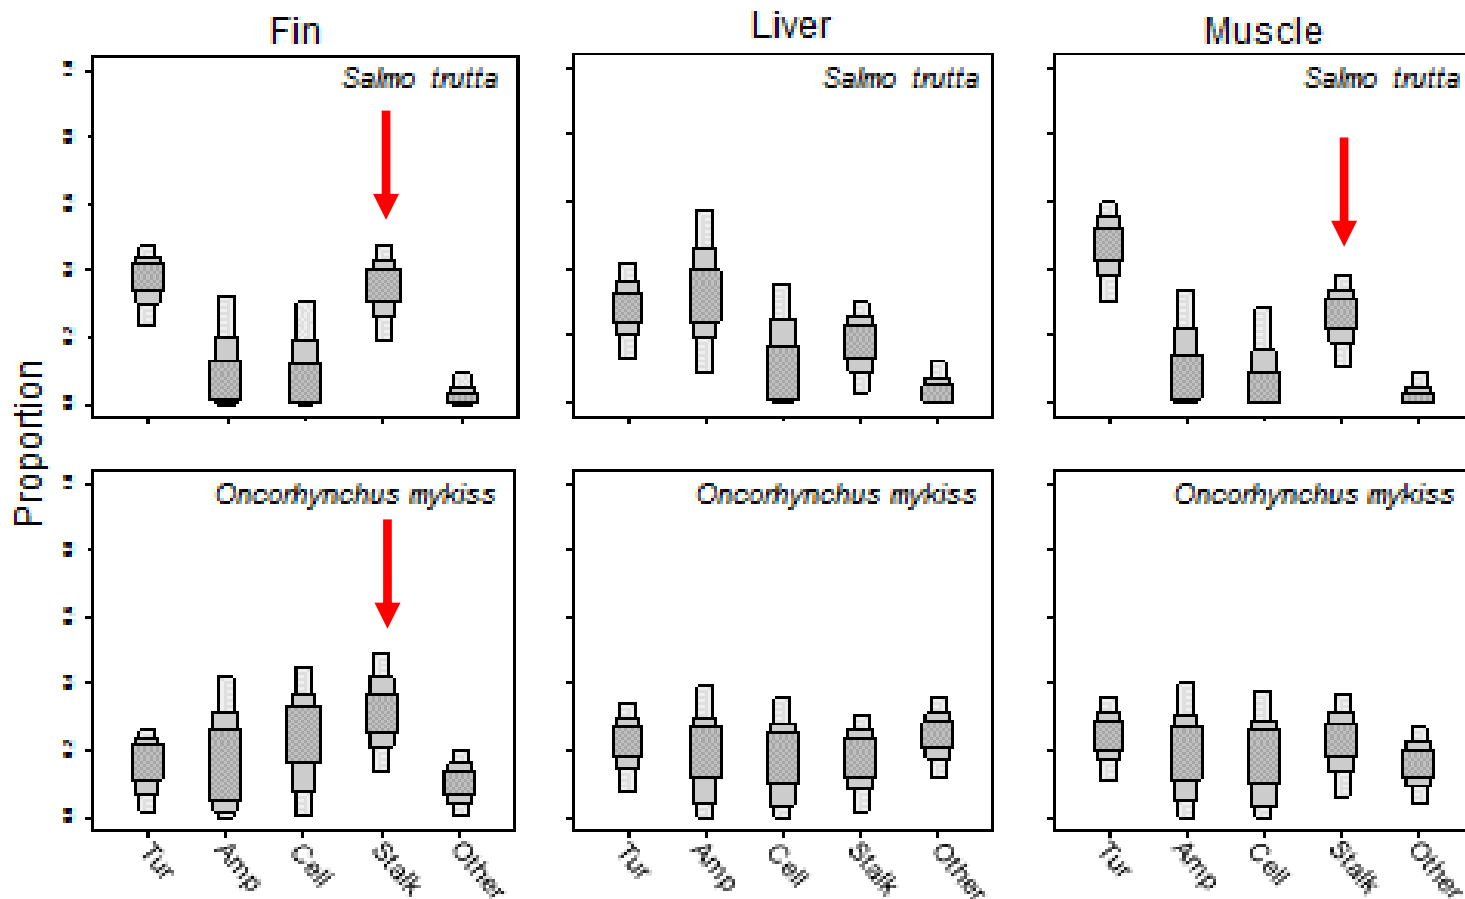 Fin Liver Muscle
Salmo trutta Salmo trutta Salmo trutta
Proportion
Oncorhynchus mykiss Oncorhynchus mykiss Oncorhynchus mykiss
Tur Amp Cell Stalk Other Tur Amp Cell Stalk Other Tur Amp Cell Stalk Other